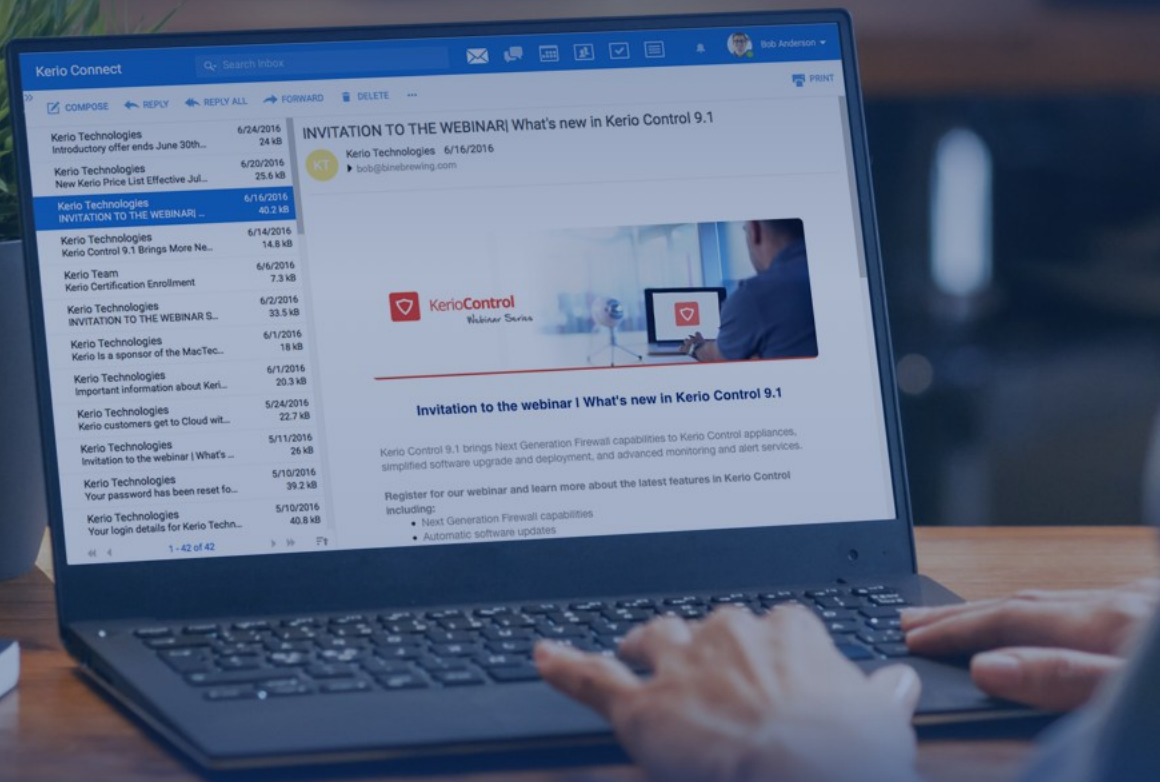 Kerio Connect
Search Inbox
Bob Anderson
COMPOSE
REPLY
REPLY ALL
FORWARD
DELETE
PRINT
Kerio Technologies 6/24/2016
Introductory offer ends June 30th... 24 kB
Kerio Technologies 6/20/2016
New Kerio Price List Effective Jul... 25.6 kB
Kerio Technologies 6/16/2016
INVITATION TO THE WEBINAR| ... 40.2 kB
Kerio Technologies 6/14/2016
Kerio Control 9.1 Brings More Ne... 14.8 kB
Kerio Team 6/6/2016
Kerio Certification Enrollment 7.3 kB
Kerio Technologies 6/2/2016
INVITATION TO THE WEBINAR S... 33.5 kB
Kerio Technologies 6/1/2016
Kerio Is a sponsor of the MacTec... 18 kB
Kerio Technologies 6/1/2016
Important information about Keri... 20.3 kB
Kerio Technologies 5/24/2016
Kerio customers get to Cloud wit... 22.7 kB
Kerio Technologies 5/11/2016
Invitation to the webinar | What's ... 26 kB
Kerio Technologies 5/10/2016
Your password has been reset fo... 39.2 kB
Kerio Technologies 5/10/2016
Your login details for Kerio Techn... 40.8 kB
1 - 42 of 42
INVITATION TO THE WEBINAR| What's new in Kerio Control 9.1
KT
Kerio Technologies 6/16/2016
bob@binebrewing.com
KerioControl
Webinar Series
Invitation to the webinar I What's new in Kerio Control 9.1
Kerio Control 9.1 brings Next Generation Firewall capabilities to Kerio Control appliances,
simplified software upgrade and deployment, and advanced monitoring and alert services.
Register for our webinar and learn more about the latest features in Kerio Control
including:
• Next Generation Firewall capabilities
• Automatic software updates